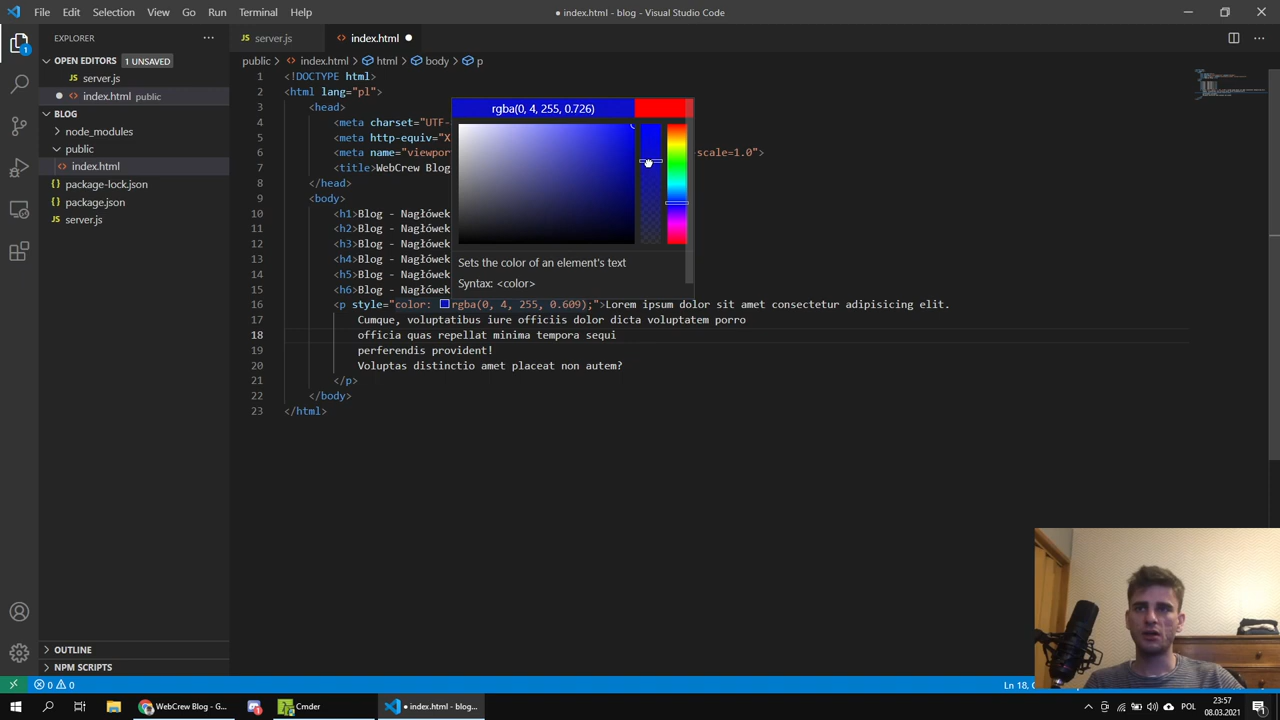 File Edit Selection View Go Run Terminal Help
● index.html - blog - Visual Studio Code
EXPLORER
server.js
index.html
OPEN EDITORS 1 UNSAVED
server.js
index.html public
BLOG
node_modules
public
index.html
package-lock.json
package.json
server.js
OUTLINE
NPM SCRIPTS
public > index.html > html > body > p
1 <!DOCTYPE html>
2 <html lang="pl">
3 <head>
4 <meta charset="UTF-
5 <meta http-equiv="X
6 <meta name="viewpor scale=1.0">
7 <title>WebCrew Blog
8 </head>
9 <body>
10 <h1>Blog - Nagłówek
11 <h2>Blog - Nagłówek
12 <h3>Blog - Nagłówek
13 <h4>Blog - Nagłówek
14 <h5>Blog - Nagłówek
15 <h6>Blog - Nagłówek
16 <p style="color: rgba(0, 4, 255, 0.609);">Lorem ipsum dolor sit amet consectetur adipisicing elit.
17 Cumque, voluptatibus iure officiis dolor dicta voluptatem porro
18 officia quas repellat minima tempora sequi
19 perferendis provident!
20 Voluptas distinctio amet placeat non autem?
21 </p>
22 </body>
23 </html>
rgba(0, 4, 255, 0.726)
Sets the color of an element's text
Syntax: <color>
1
0 0
Ln 18,
WebCrew Blog - G...
Cmder
● index.html - blog...
POL
23:57
08.03.2021
1